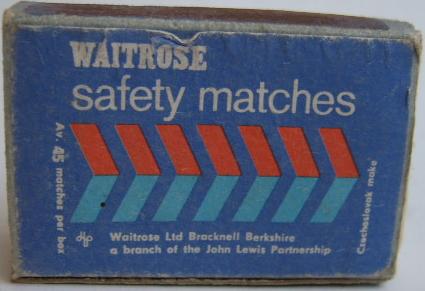 WAITROSE
safety matches
Av. 45 matches per box
Waitrose Ltd Bracknell Berkshire
a branch of the John Lewis Partnership
Czechoslovak make